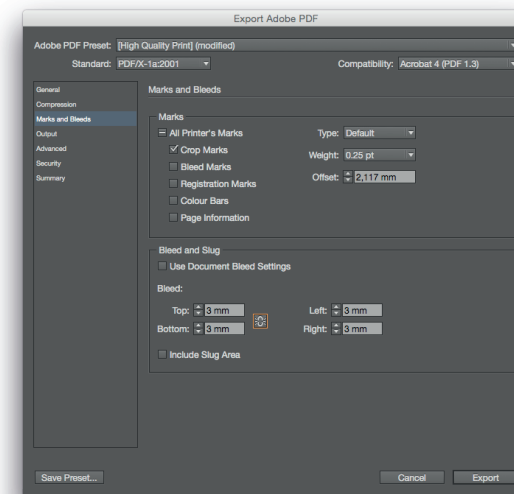 Export Adobe PDF
Adobe PDF Preset: [High Quality Print] (modified)
Standard: PDF/X-1a:2001 Compatibility: Acrobat 4 (PDF 1.3)
General
Compression
Marks and Bleeds
Output
Advanced
Security
Summary
Marks and Bleeds
Marks
All Printer's Marks Type: Default
Crop Marks Weight: 0.25 pt
Bleed Marks Offset: 2,117 mm
Registration Marks
Colour Bars
Page Information
Bleed and Slug
Use Document Bleed Settings
Bleed:
Top: 3 mm Left: 3 mm
Bottom: 3 mm Right: 3 mm
Include Slug Area
Save Preset... Cancel Export